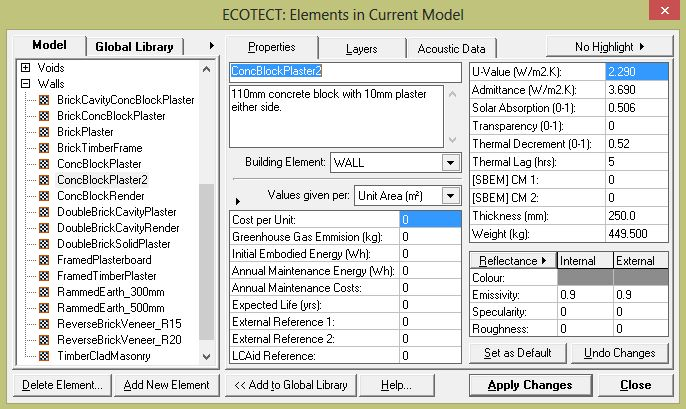 ECOTECT: Elements in Current Model
Model
Global Library
Voids
Walls
BrickCavityConcBlockPlaster
BrickConcBlockPlaster
BrickPlaster
BrickTimberFrame
ConcBlockPlaster
ConcBlockPlaster2
ConcBlockRender
DoubleBrickCavityPlaster
DoubleBrickCavityRender
DoubleBrickSolidPlaster
FramedPlasterboard
FramedTimberPlaster
RammedEarth_300mm
RammedEarth_500mm
ReverseBrickVeneer_R15
ReverseBrickVeneer_R20
TimberCladMasonry
Delete Element...
Add New Element
Properties
Layers
Acoustic Data
ConcBlockPlaster2
110mm concrete block with 10mm plaster
either side.
Building Element: WALL
Values given per: Unit Area (m²)
Cost per Unit: 0
Greenhouse Gas Emmision (kg): 0
Initial Embodied Energy (Wh): 0
Annual Maintenance Energy (Wh): 0
Annual Maintenance Costs: 0
Expected Life (yrs): 0
External Reference 1: 0
External Reference 2: 0
LCAid Reference: 0
<< Add to Global Library
Help...
No Highlight
U-Value (W/m2.K): 2.290
Admittance (W/m2.K): 3.690
Solar Absorption (0-1): 0.506
Transparency (0-1): 0
Thermal Decrement (0-1): 0.52
Thermal Lag (hrs): 5
[SBEM] CM 1: 0
[SBEM] CM 2: 0
Thickness (mm): 250.0
Weight (kg): 449.500
Reflectance Internal External
Colour:
Emissivity: 0.9 0.9
Specularity: 0 0
Roughness: 0 0
Set as Default
Undo Changes
Apply Changes
Close